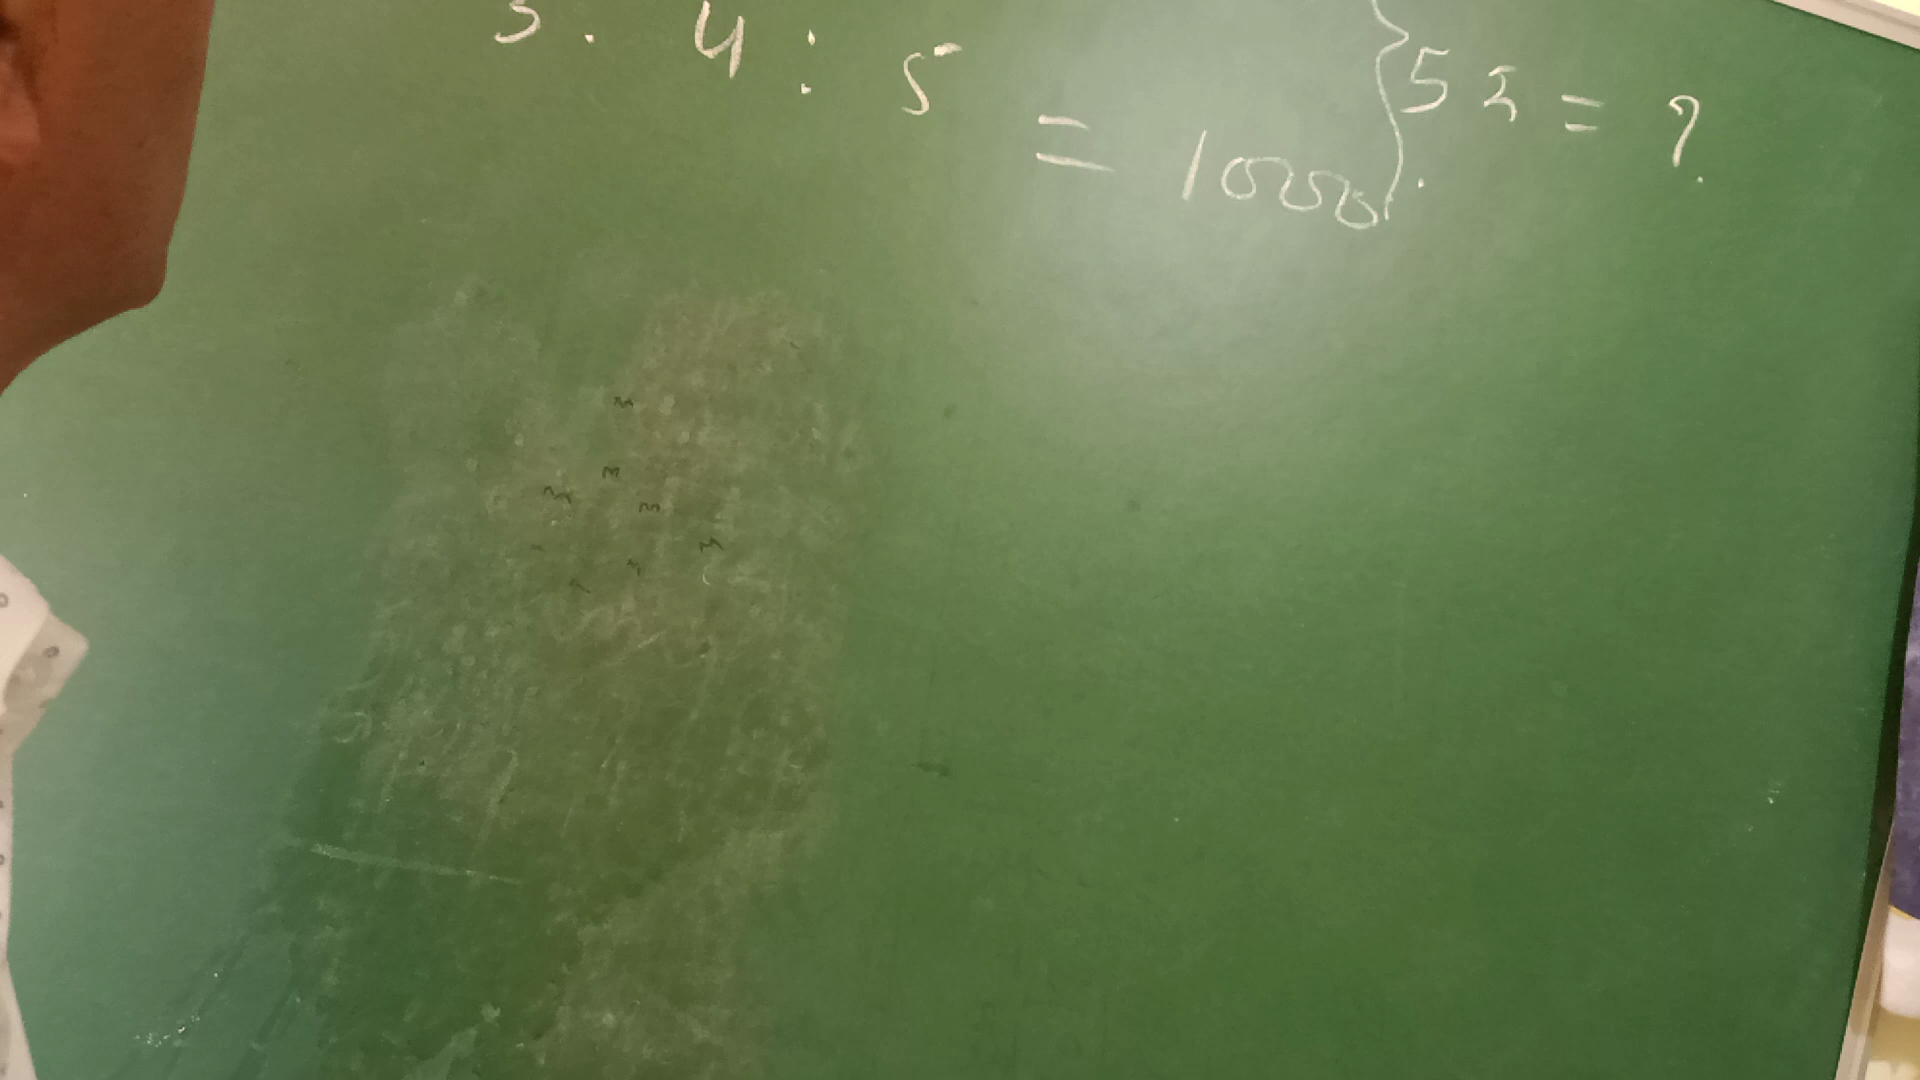 3 : 4 : 5 = 1000 } 5 र = ?